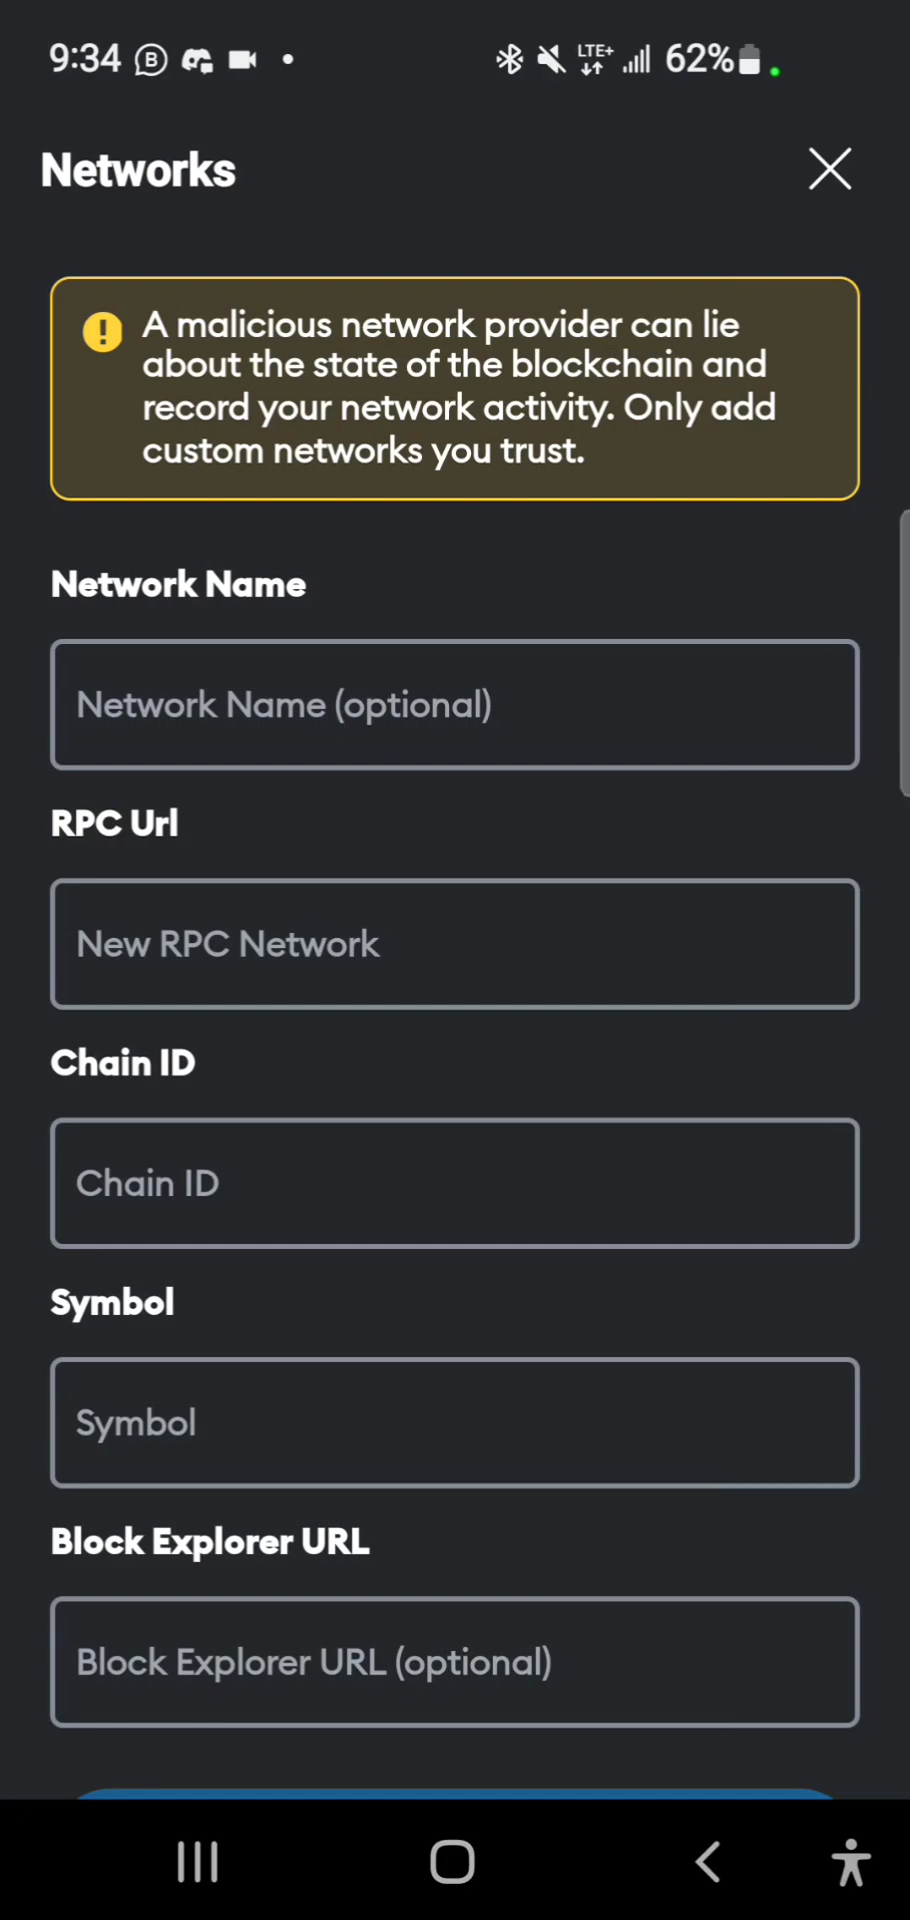 9:34 B LTE+ 62%
Networks
A malicious network provider can lie
about the state of the blockchain and
record your network activity. Only add
custom networks you trust.
Network Name
Network Name (optional)
RPC Url
New RPC Network
Chain ID
Chain ID
Symbol
Symbol
Block Explorer URL
Block Explorer URL (optional)